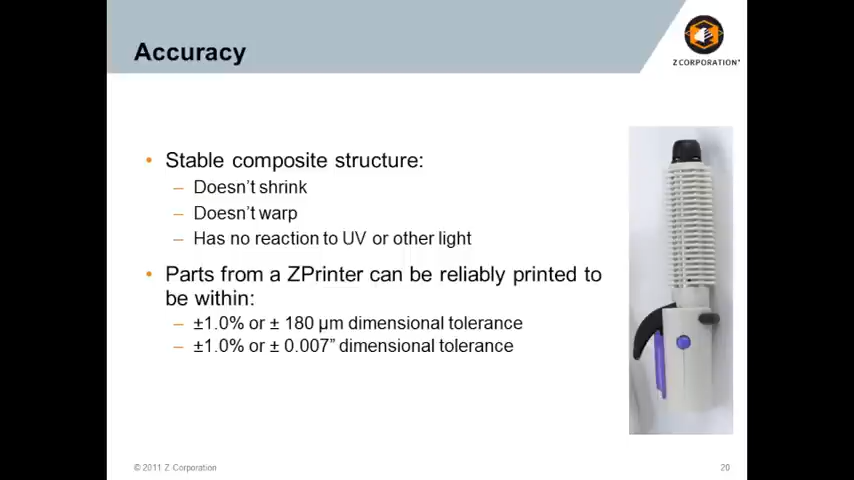 Accuracy
Z CORPORATION
• Stable composite structure:
– Doesn’t shrink
– Doesn’t warp
– Has no reaction to UV or other light
• Parts from a ZPrinter can be reliably printed to
be within:
– ±1.0% or ± 180 µm dimensional tolerance
– ±1.0% or ± 0.007” dimensional tolerance
© 2011 Z Corporation
20